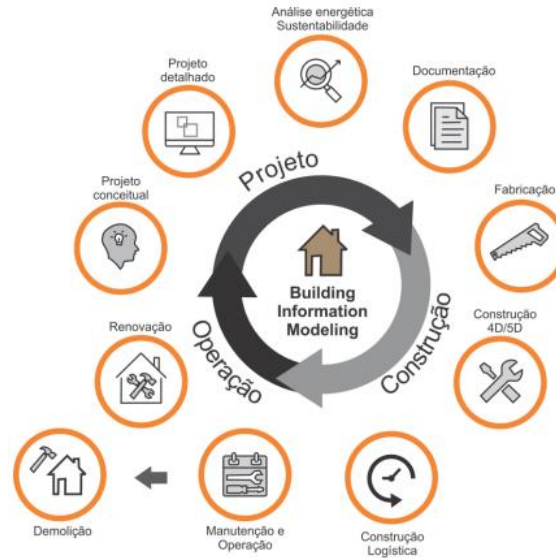 Análise energética
Sustentabilidade
Projeto
detalhado
Documentação
Projeto
conceitual
Projeto
Fabricação
Building
Information
Modeling
Construção
Operação
Renovação
Construção
4D/5D
Demolição
Manutenção e
Operação
Construção
Logística